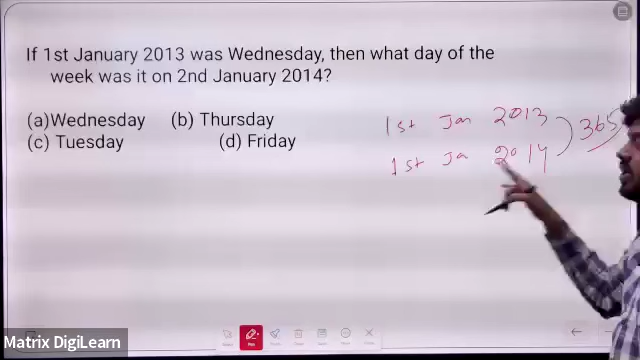 If 1st January 2013 was Wednesday, then what day of the
week was it on 2nd January 2014?
(a)Wednesday (b) Thursday
(c) Tuesday (d) Friday
1st Jan 2013
365
1st Ja 2014
Matrix DigiLearn